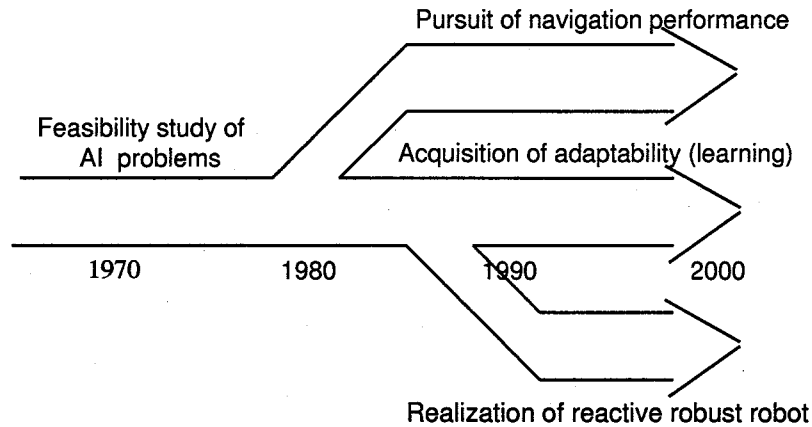 Pursuit of navigation performance
Feasibility study of
AI problems
Acquisition of adaptability (learning)
1970 1980 1990 2000
Realization of reactive robust robot